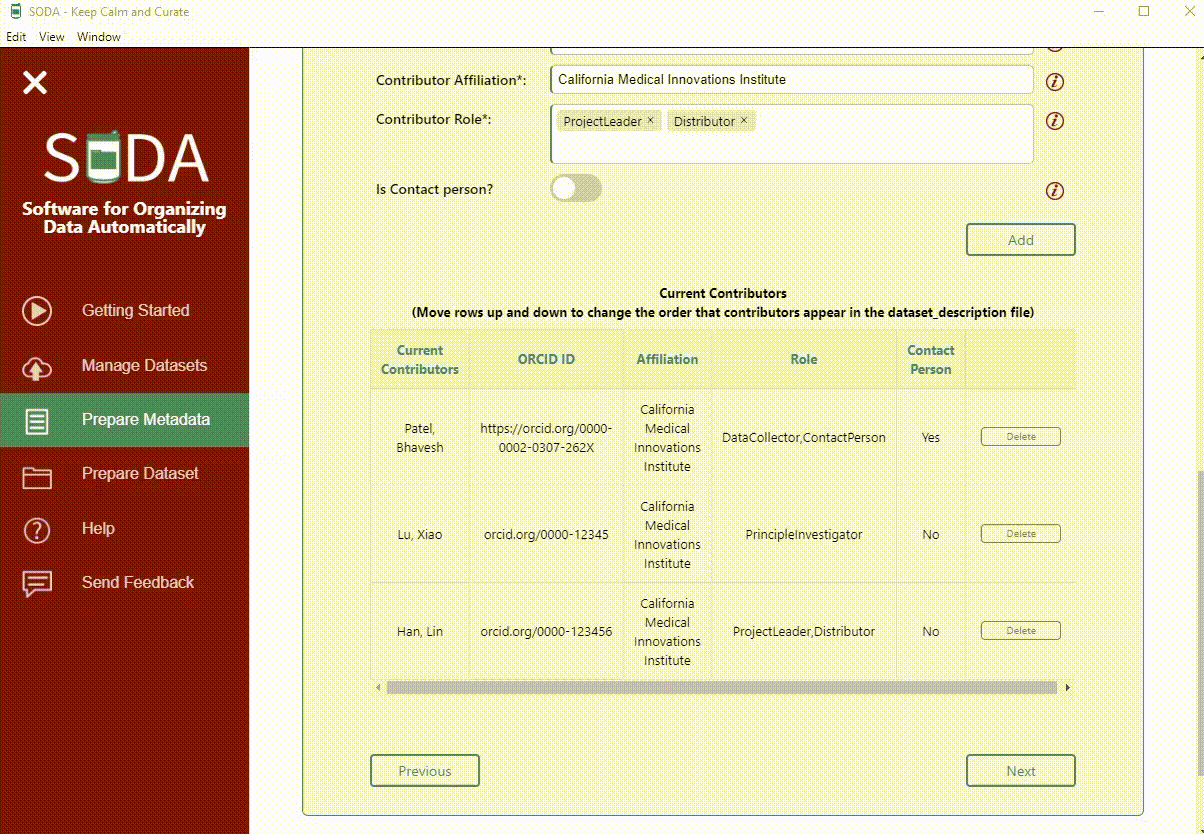 SODA - Keep Calm and Curate
Edit View Window
SODA
Software for Organizing
Data Automatically
Getting Started
Manage Datasets
Prepare Metadata
Prepare Dataset
Help
Send Feedback
Contributor Affiliation*: California Medical Innovations Institute
Contributor Role*: ProjectLeader × Distributor ×
Is Contact person?
Add
Current Contributors
(Move rows up and down to change the order that contributors appear in the dataset_description file)
Current
Contributors
ORCID ID
Affiliation
Role
Contact
Person
Patel,
Bhavesh
https://orcid.org/0000-
0002-0307-262X
California
Medical
Innovations
Institute
DataCollector,ContactPerson
Yes
Delete
Lu, Xiao
orcid.org/0000-12345
California
Medical
Innovations
Institute
PrincipleInvestigator
No
Delete
Han, Lin
orcid.org/0000-123456
California
Medical
Innovations
Institute
ProjectLeader,Distributor
No
Delete
Previous
Next